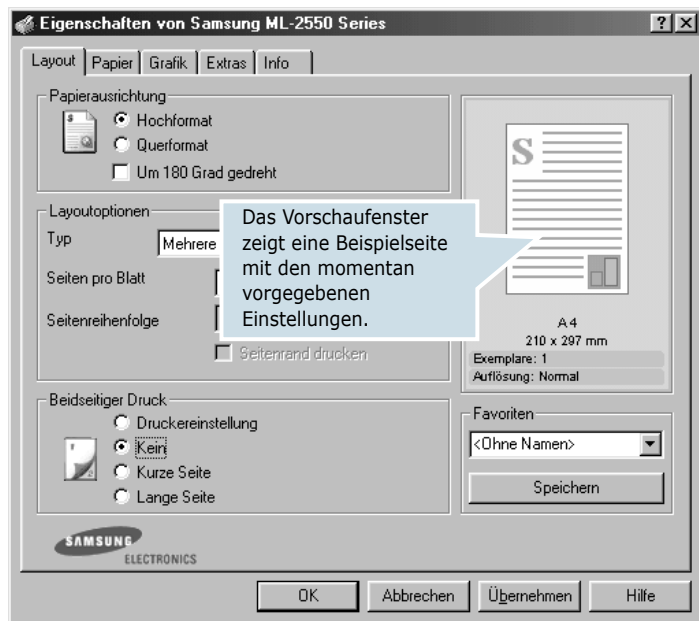 Eigenschaften von Samsung ML-2550 Series
Layout Papier Grafik Extras Info
Papierausrichtung
Hochformat
Querformat
Um 180 Grad gedreht
Layoutoptionen
Typ Mehrere
Seiten pro Blatt
Seitenreihenfolge
Seitenrand drucken
Das Vorschaufenster
zeigt eine Beispielseite
mit den momentan
vorgegebenen
Einstellungen.
S
A4
210 x 297 mm
Exemplare: 1
Auflösung: Normal
Beidseitiger Druck
Druckereinstellung
Kein
Kurze Seite
Lange Seite
Favoriten
<Ohne Namen>
Speichern
SAMSUNG
ELECTRONICS
OK Abbrechen Übernehmen Hilfe